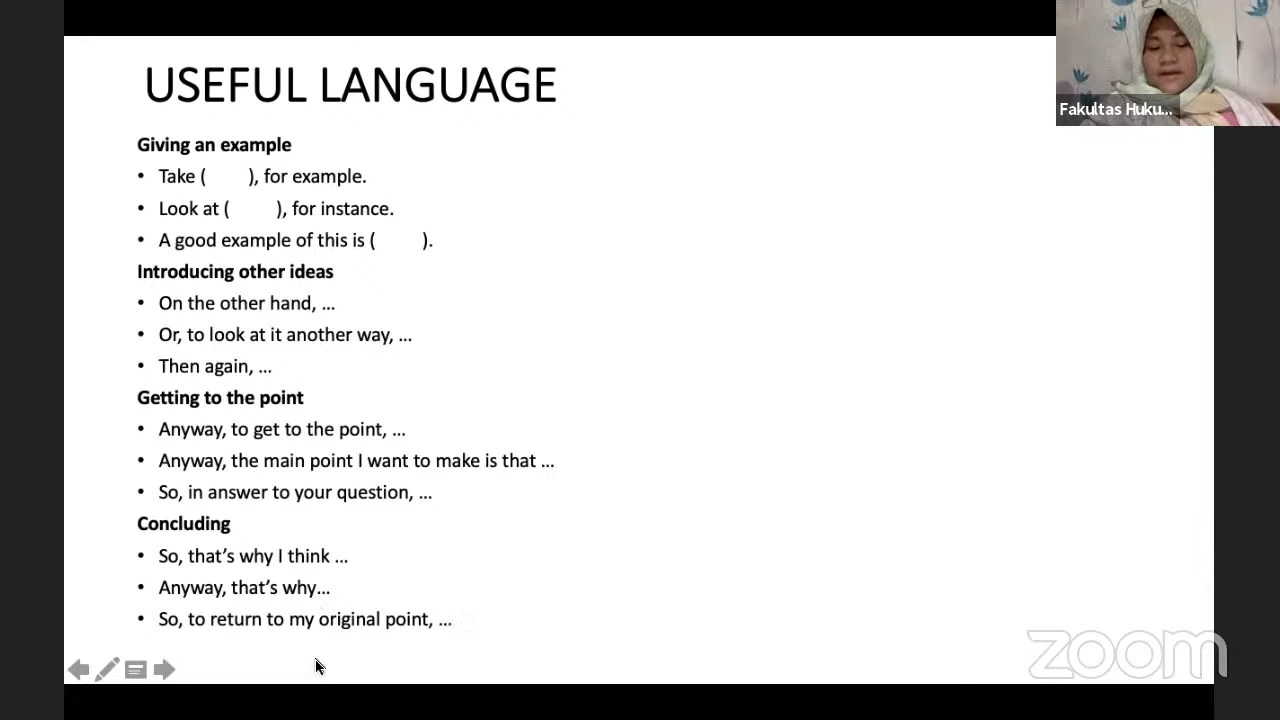 USEFUL LANGUAGE
Fakultas Huku...
Giving an example
• Take ( ), for example.
• Look at ( ), for instance.
• A good example of this is ( ).
Introducing other ideas
• On the other hand, ...
• Or, to look at it another way, ...
• Then again, ...
Getting to the point
• Anyway, to get to the point, ...
• Anyway, the main point I want to make is that ...
• So, in answer to your question, ...
Concluding
• So, that’s why I think ...
• Anyway, that’s why...
• So, to return to my original point, ...
zoom